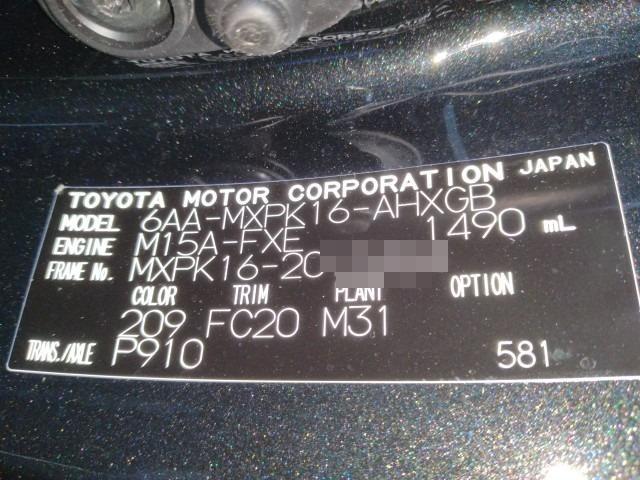 TOYOTA MOTOR CORPORATION JAPAN
MODEL 6AA-MXPK16-AHXGB
ENGINE M15A-FXE 1490 mL
FRAME No. MXPK16-20
COLOR TRIM PLANT OPTION
209 FC20 M31
TRANS./AXLE P910 581